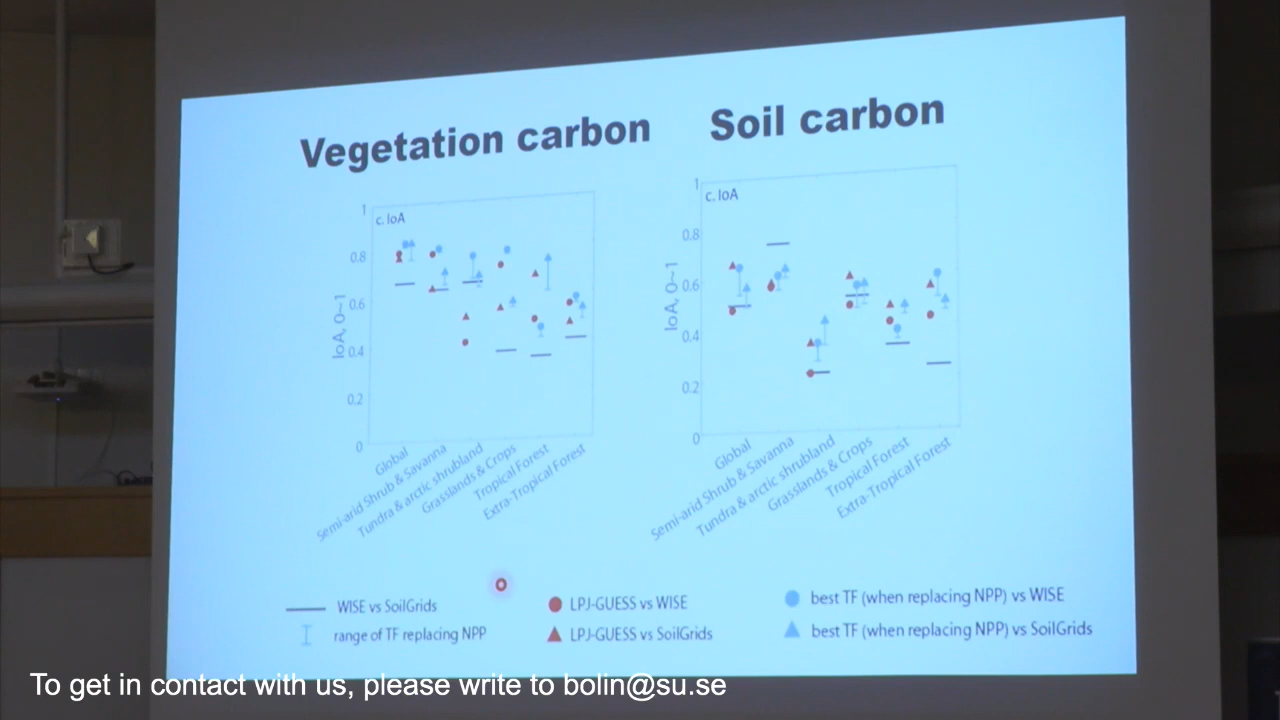 Vegetation carbon
Soil carbon
c. IoA
1
0.8
0.6
0.4
0.2
0
IoA, 0~1
Global
Semi-arid Shrub & Savanna
Tundra & arctic shrubland
Grasslands & Crops
Tropical Forest
Extra-Tropical Forest
c. IoA
1
0.8
0.6
0.4
0.2
0
IoA, 0~1
Global
Semi-arid Shrub & Savanna
Tundra & arctic shrubland
Grasslands & Crops
Tropical Forest
Extra-Tropical Forest
WISE vs SoilGrids
range of TF replacing NPP
LPJ-GUESS vs WISE
LPJ-GUESS vs SoilGrids
best TF (when replacing NPP) vs WISE
best TF (when replacing NPP) vs SoilGrids
To get in contact with us, please write to bolin@su.se